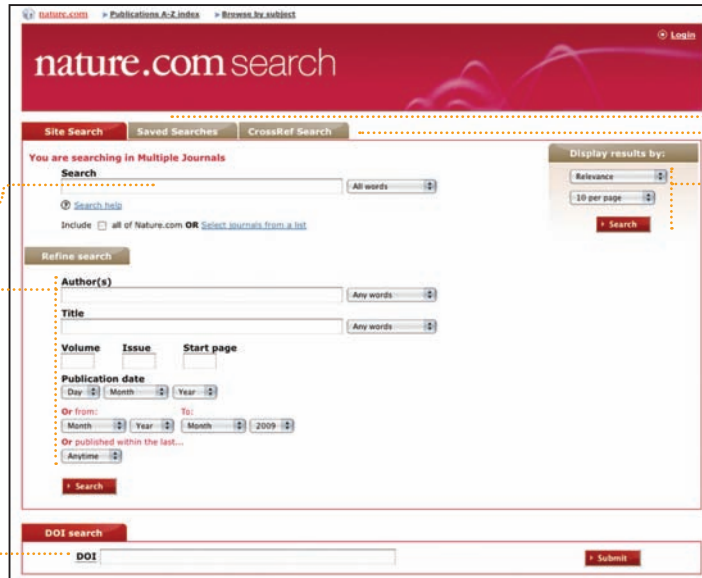 nature.com Publications A-Z index Browse by subject
Login
nature.com search
Site Search Saved Searches CrossRef Search
You are searching in Multiple Journals
Display results by:
Search
All words
Relevance
10 per page
Search help
Search
Include all of Nature.com OR Select journals from a list
Refine search
Author(s)
Any words
Title
Any words
Volume Issue Start page
Publication date
Day Month Year
Or from: To:
Month Year Month 2009
Or published within the last...
Anytime
Search
DOI search
DOI Submit